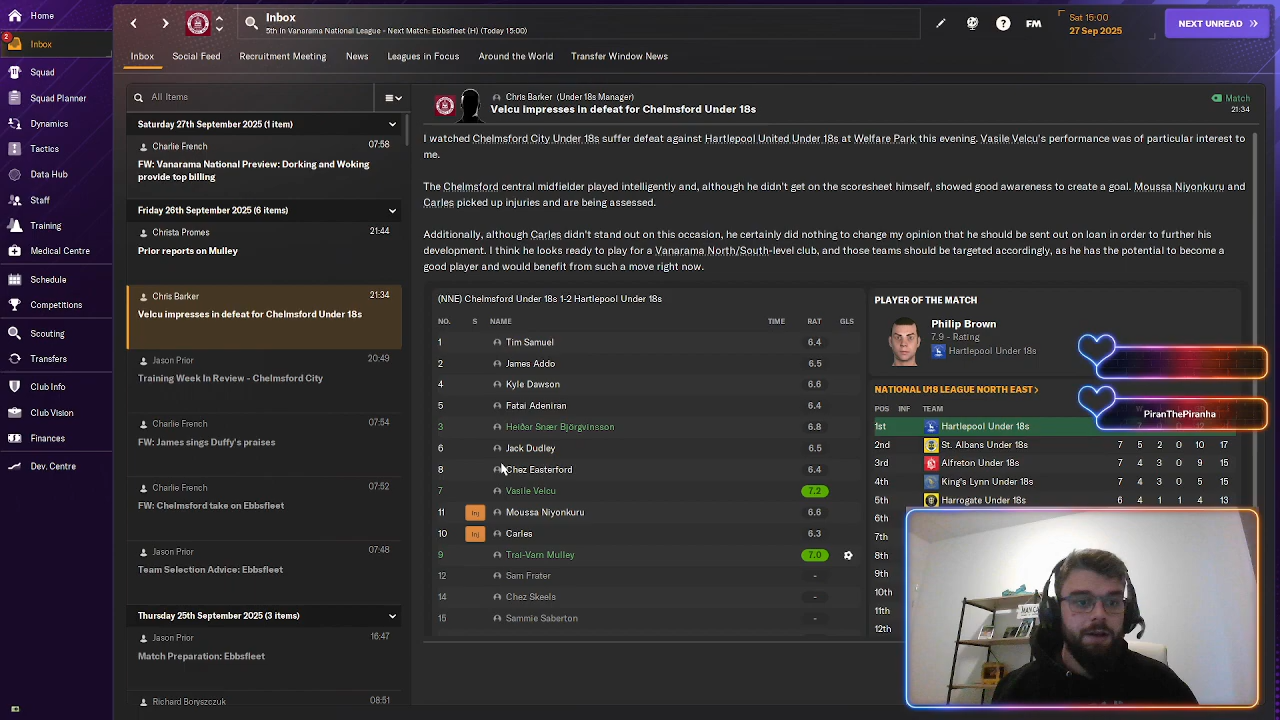 Home
Inbox
5th in Vanarama National League - Next Match: Ebbsfleet (H) (Today 15:00)
FM
Sat 15:00
27 Sep 2025
NEXT UNREAD
2
Inbox
Squad
Squad Planner
Dynamics
Tactics
Data Hub
Staff
Training
Medical Centre
Schedule
Competitions
Scouting
Transfers
Club Info
Club Vision
Finances
Dev. Centre
Inbox
Social Feed
Recruitment Meeting
News
Leagues in Focus
Around the World
Transfer Window News
All Items
Saturday 27th September 2025 (1 item)
Charlie French
07:58
FW: Vanarama National Preview: Dorking and Woking
provide top billing
Friday 26th September 2025 (6 items)
Christa Promes
21:44
Prior reports on Mulley
Chris Barker
21:34
Velcu impresses in defeat for Chelmsford Under 18s
Jason Prior
20:49
Training Week In Review - Chelmsford City
Charlie French
07:54
FW: James sings Duffy's praises
Charlie French
07:52
FW: Chelmsford take on Ebbsfleet
Jason Prior
07:48
Team Selection Advice: Ebbsfleet
Thursday 25th September 2025 (3 items)
Jason Prior
16:47
Match Preparation: Ebbsfleet
Richard Boryszczuk
08:51
Chris Barker (Under 18s Manager)
Velcu impresses in defeat for Chelmsford Under 18s
Match
21:34
I watched Chelmsford City Under 18s suffer defeat against Hartlepool United Under 18s at Welfare Park this evening. Vasile Velcu's performance was of particular interest to
me.
The Chelmsford central midfielder played intelligently and, although he didn't get on the scoresheet himself, showed good awareness to create a goal. Moussa Niyonkuru and
Carles picked up injuries and are being assessed.
Additionally, although Carles didn't stand out on this occasion, he certainly did nothing to change my opinion that he should be sent out on loan in order to further his
development. I think he looks ready to play for a Vanarama North/South-level club, and those teams should be targeted accordingly, as he has the potential to become a
good player and would benefit from such a move right now.
(NNE) Chelmsford Under 18s 1-2 Hartlepool Under 18s
NO. S NAME TIME RAT GLS
1 Tim Samuel 6.4
2 James Addo 6.5
4 Kyle Dawson 6.6
5 Fatai Adeniran 6.4
3 Heiðar Snær Björgvinsson 6.8
6 Jack Dudley 6.5
8 Chez Easterford 6.4
7 Vasile Velcu 7.2
11 Inj Moussa Niyonkuru 6.6
10 Inj Carles 6.3
9 Trai-Varn Mulley 7.0
12 Sam Frater -
14 Chez Skeels -
15 Sammie Saberton -
PLAYER OF THE MATCH
Philip Brown
7.9 - Rating
Hartlepool Under 18s
NATIONAL U18 LEAGUE NORTH EAST>
POS INF TEAM
1st Hartlepool Under 18s
2nd St. Albans Under 18s 7 5 2 0 10 17
3rd Alfreton Under 18s 7 4 3 0 9 15
4th King's Lynn Under 18s 7 4 3 0 5 15
5th Harrogate Under 18s 6 4 1 1 4 13
6th
7th
8th
9th
10th
11th
12th
PiranThePiranha